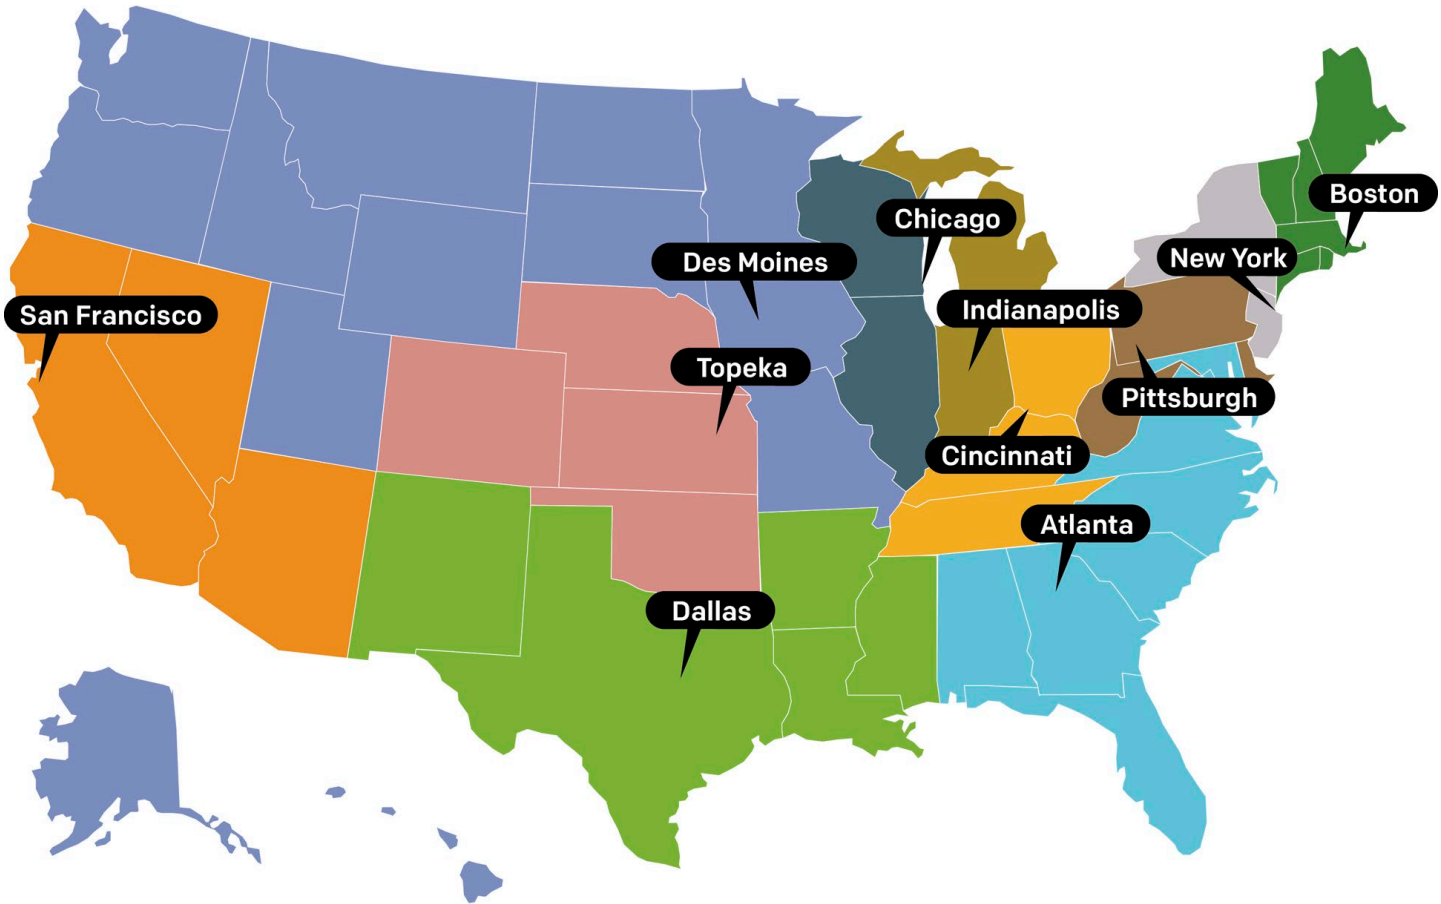 Boston
Chicago
New York
Des Moines
Indianapolis
San Francisco
Topeka
Pittsburgh
Cincinnati
Atlanta
Dallas